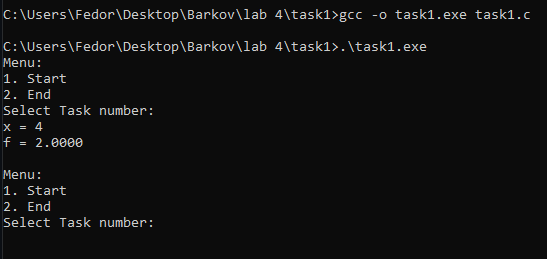 C:\Users\Fedor\Desktop\Barkov\lab 4\task1>gcc -o task1.exe task1.c
C:\Users\Fedor\Desktop\Barkov\lab 4\task1>.\task1.exe
Menu:
1. Start
2. End
Select Task number:
x = 4
f = 2.0000
Menu:
1. Start
2. End
Select Task number: